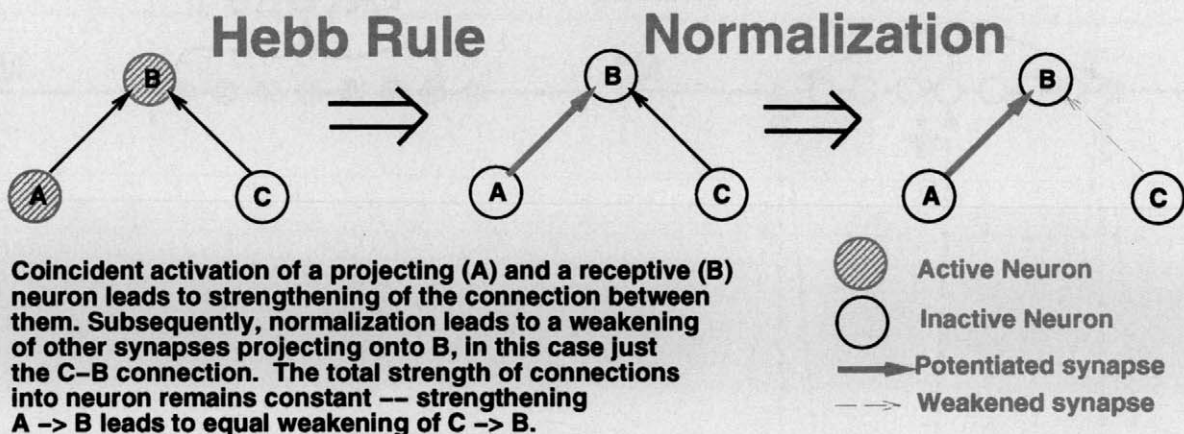 Hebb Rule
Normalization
B
A
C
B
A
C
B
A
C
Coincident activation of a projecting (A) and a receptive (B)
neuron leads to strengthening of the connection between
them. Subsequently, normalization leads to a weakening
of other synapses projecting onto B, in this case just
the C–B connection. The total strength of connections
into neuron remains constant –– strengthening
A -> B leads to equal weakening of C -> B.
Active Neuron
Inactive Neuron
Potentiated synapse
Weakened synapse